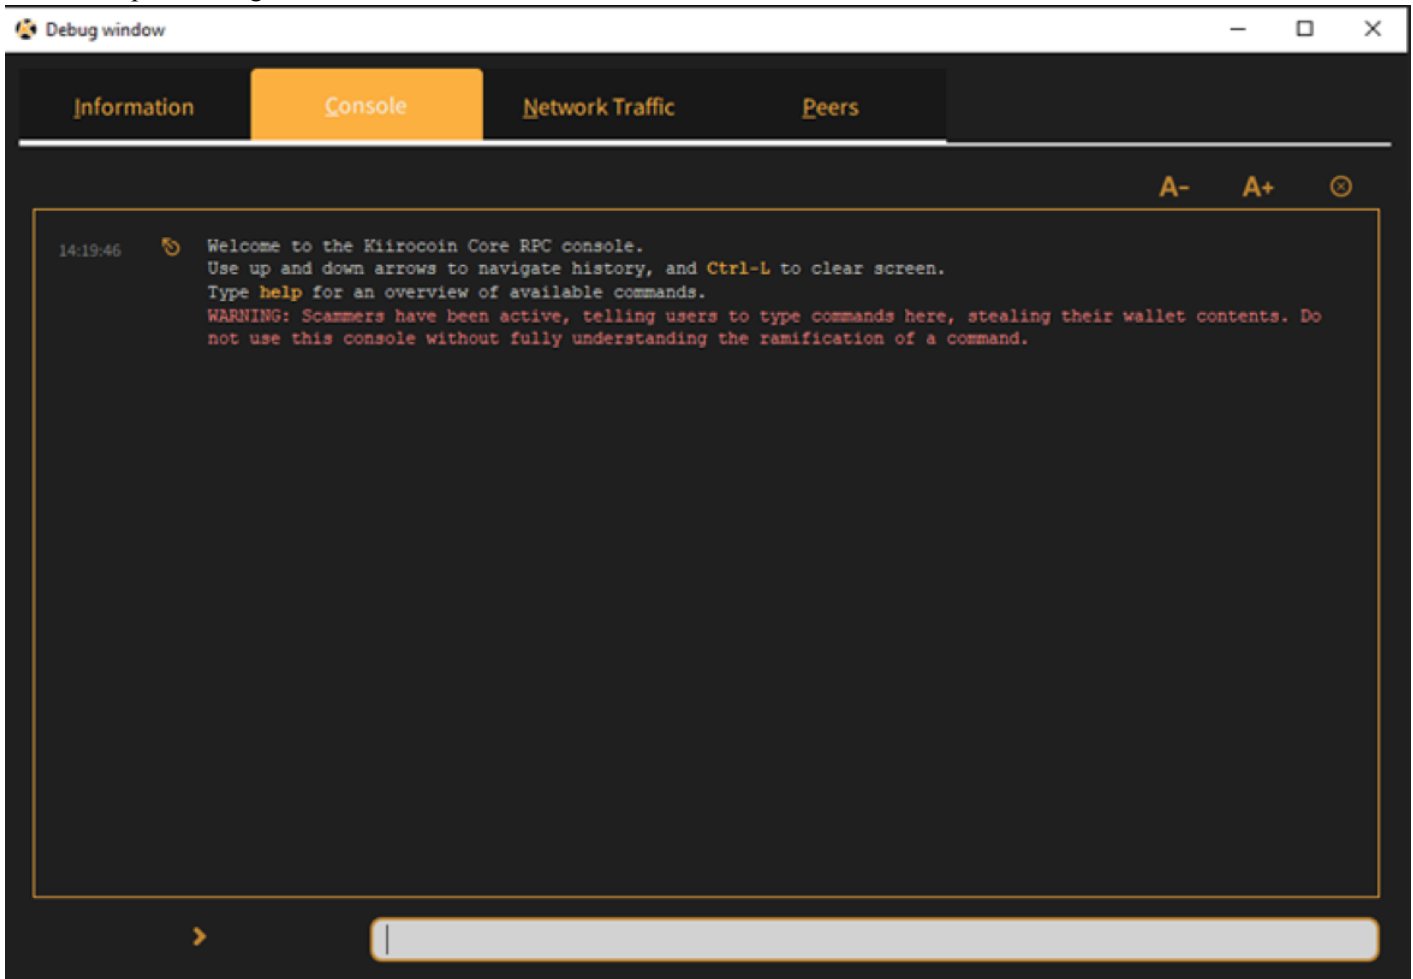 Debug window
Information Console Network Traffic Peers
A- A+
14:19:46 Welcome to the Kiirocoin Core RPC console.
Use up and down arrows to navigate history, and Ctrl-L to clear screen.
Type help for an overview of available commands.
WARNING: Scammers have been active, telling users to type commands here, stealing their wallet contents. Do
not use this console without fully understanding the ramification of a command.